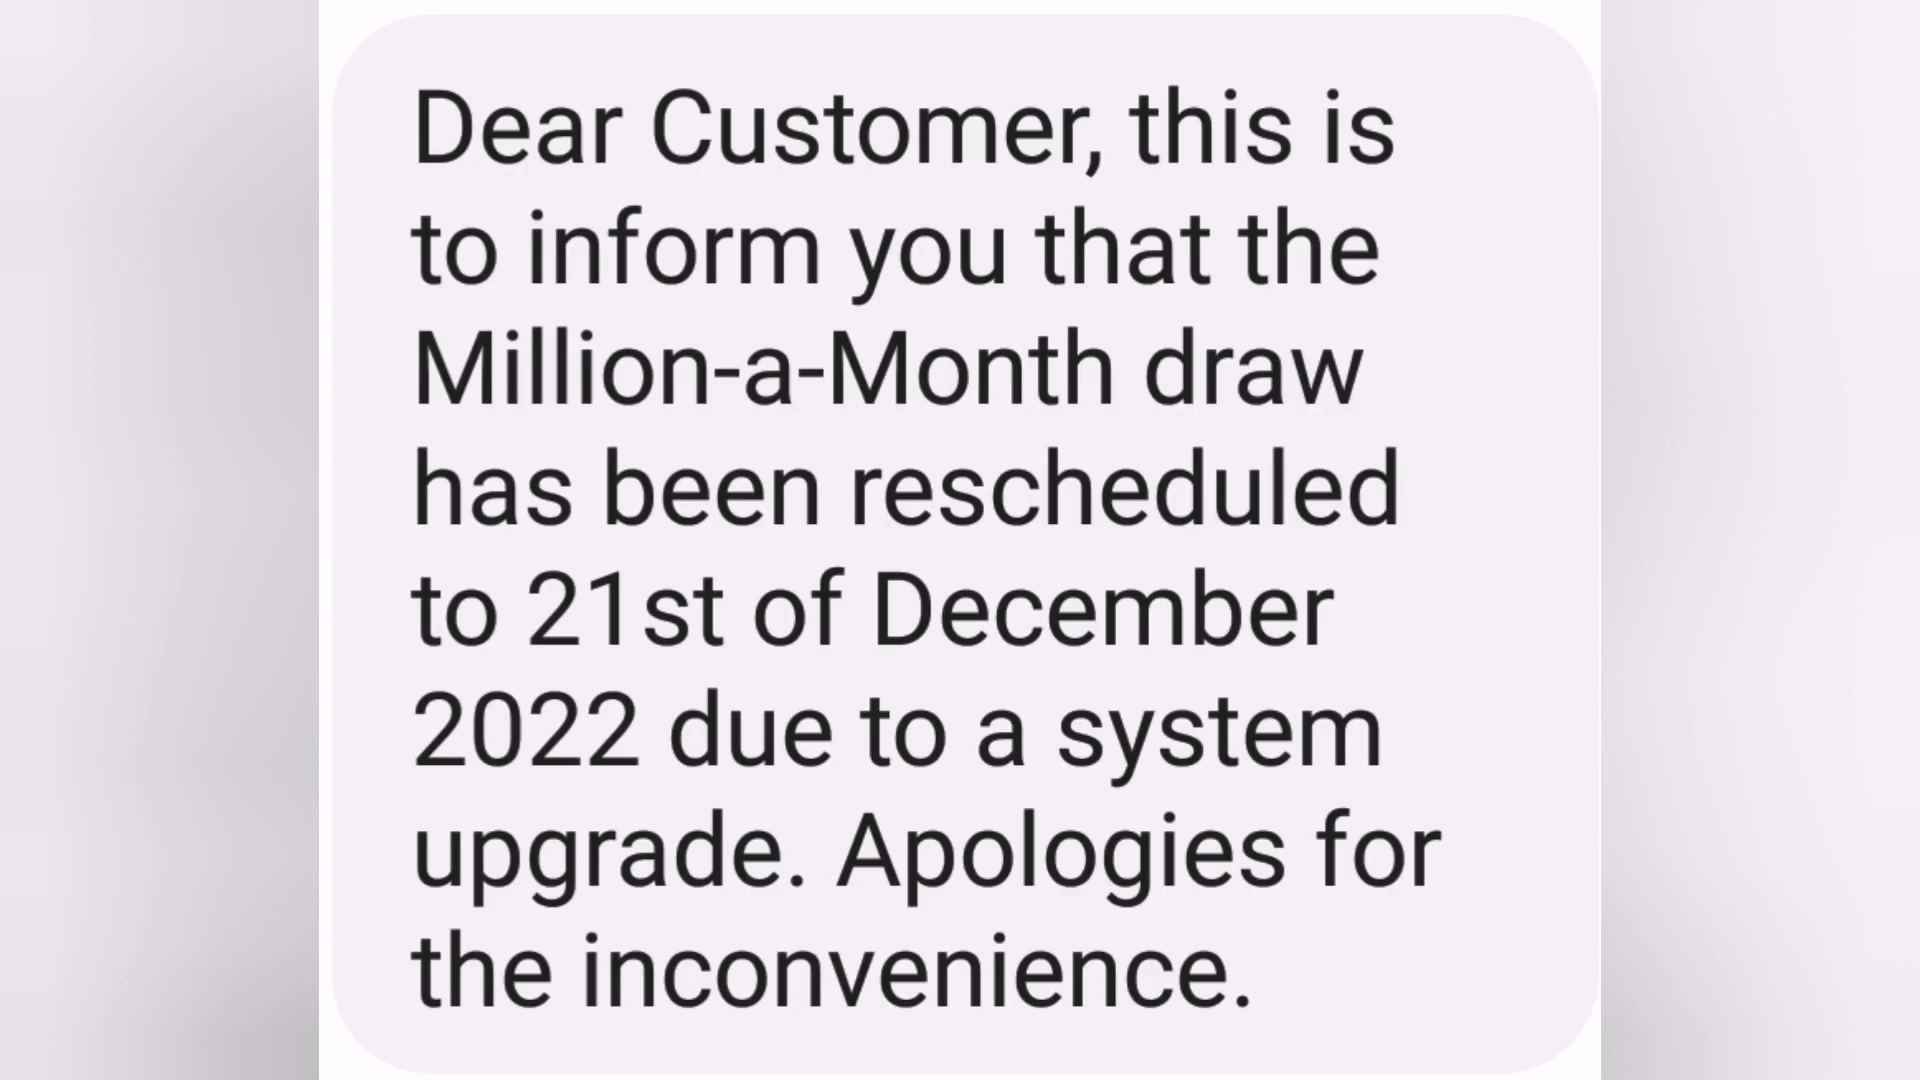 Dear Customer, this is
to inform you that the
Million-a-Month draw
has been rescheduled
to 21st of December
2022 due to a system
upgrade. Apologies for
the inconvenience.